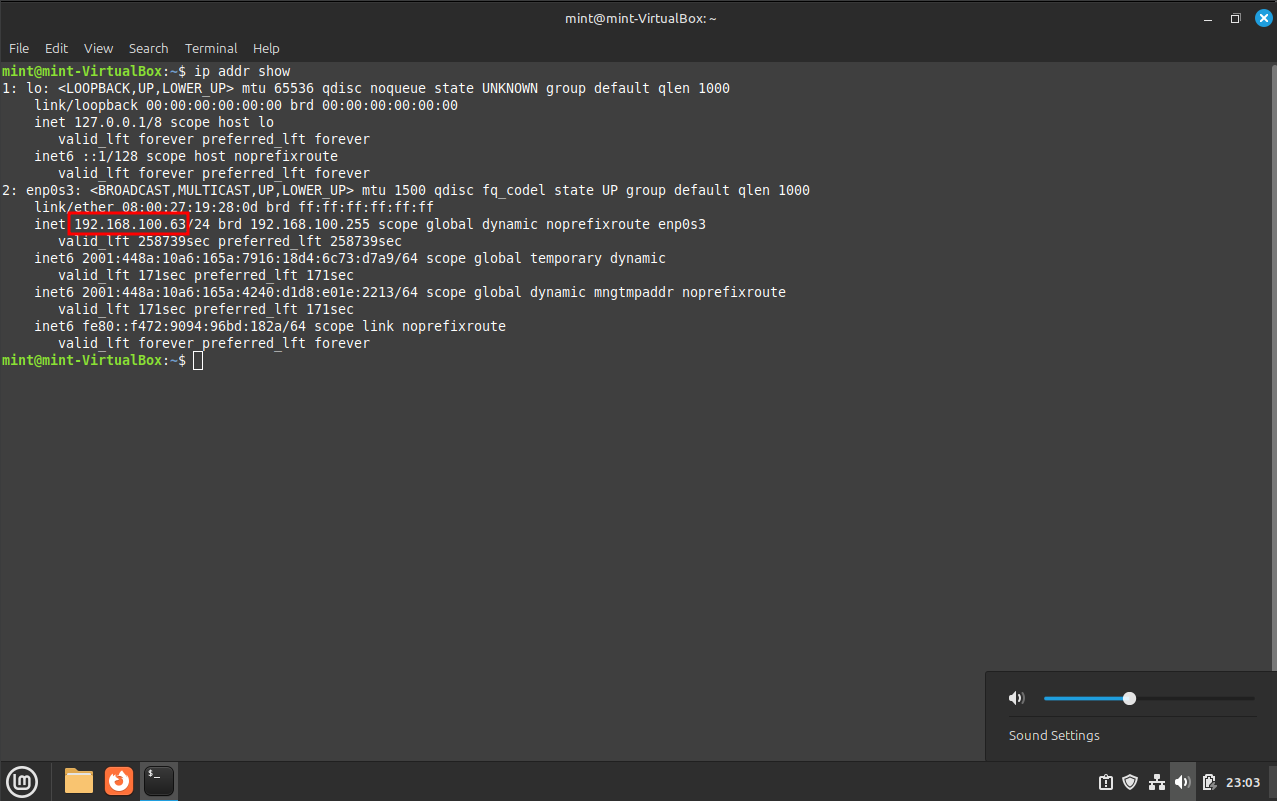 mint@mint-VirtualBox: ~
File Edit View Search Terminal Help
mint@mint-VirtualBox:~$ ip addr show
1: lo: <LOOPBACK,UP,LOWER_UP> mtu 65536 qdisc noqueue state UNKNOWN group default qlen 1000
    link/loopback 00:00:00:00:00:00 brd 00:00:00:00:00:00
    inet 127.0.0.1/8 scope host lo
       valid_lft forever preferred_lft forever
    inet6 ::1/128 scope host noprefixroute
       valid_lft forever preferred_lft forever
2: enp0s3: <BROADCAST,MULTICAST,UP,LOWER_UP> mtu 1500 qdisc fq_codel state UP group default qlen 1000
    link/ether 08:00:27:19:28:0d brd ff:ff:ff:ff:ff:ff
    inet 192.168.100.63/24 brd 192.168.100.255 scope global dynamic noprefixroute enp0s3
       valid_lft 258739sec preferred_lft 258739sec
    inet6 2001:448a:10a6:165a:7916:18d4:6c73:d7a9/64 scope global temporary dynamic
       valid_lft 171sec preferred_lft 171sec
    inet6 2001:448a:10a6:165a:4240:d1d8:e01e:2213/64 scope global dynamic mngtmpaddr noprefixroute
       valid_lft 171sec preferred_lft 171sec
    inet6 fe80::f472:9094:96bd:182a/64 scope link noprefixroute
       valid_lft forever preferred_lft forever
mint@mint-VirtualBox:~$
Sound Settings
$_
23:03